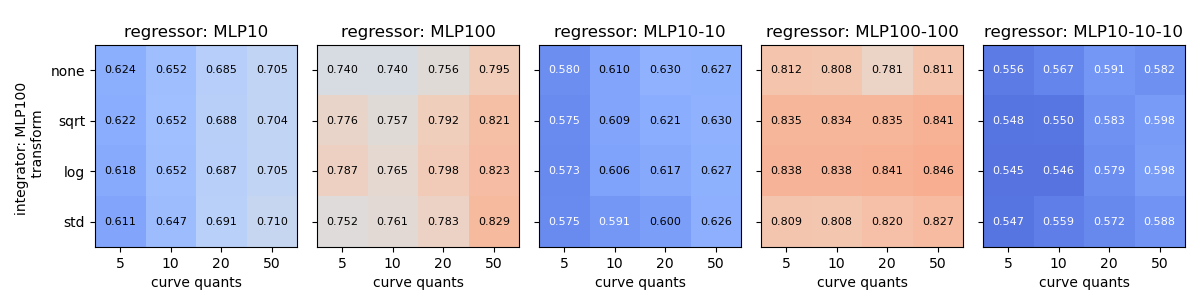 regressor: MLP10
regressor: MLP100
regressor: MLP10-10
regressor: MLP100-100
regressor: MLP10-10-10
integrator: MLP100
transform
none
0.624 0.652 0.685 0.705
0.740 0.740 0.756 0.795
0.580 0.610 0.630 0.627
0.812 0.808 0.781 0.811
0.556 0.567 0.591 0.582
sqrt
0.622 0.652 0.688 0.704
0.776 0.757 0.792 0.821
0.575 0.609 0.621 0.630
0.835 0.834 0.835 0.841
0.548 0.550 0.583 0.598
log
0.618 0.652 0.687 0.705
0.787 0.765 0.798 0.823
0.573 0.606 0.617 0.627
0.838 0.838 0.841 0.846
0.545 0.546 0.579 0.598
std
0.611 0.647 0.691 0.710
0.752 0.761 0.783 0.829
0.575 0.591 0.600 0.626
0.809 0.808 0.820 0.827
0.547 0.559 0.572 0.588
5 10 20 50
5 10 20 50
5 10 20 50
5 10 20 50
5 10 20 50
curve quants
curve quants
curve quants
curve quants
curve quants